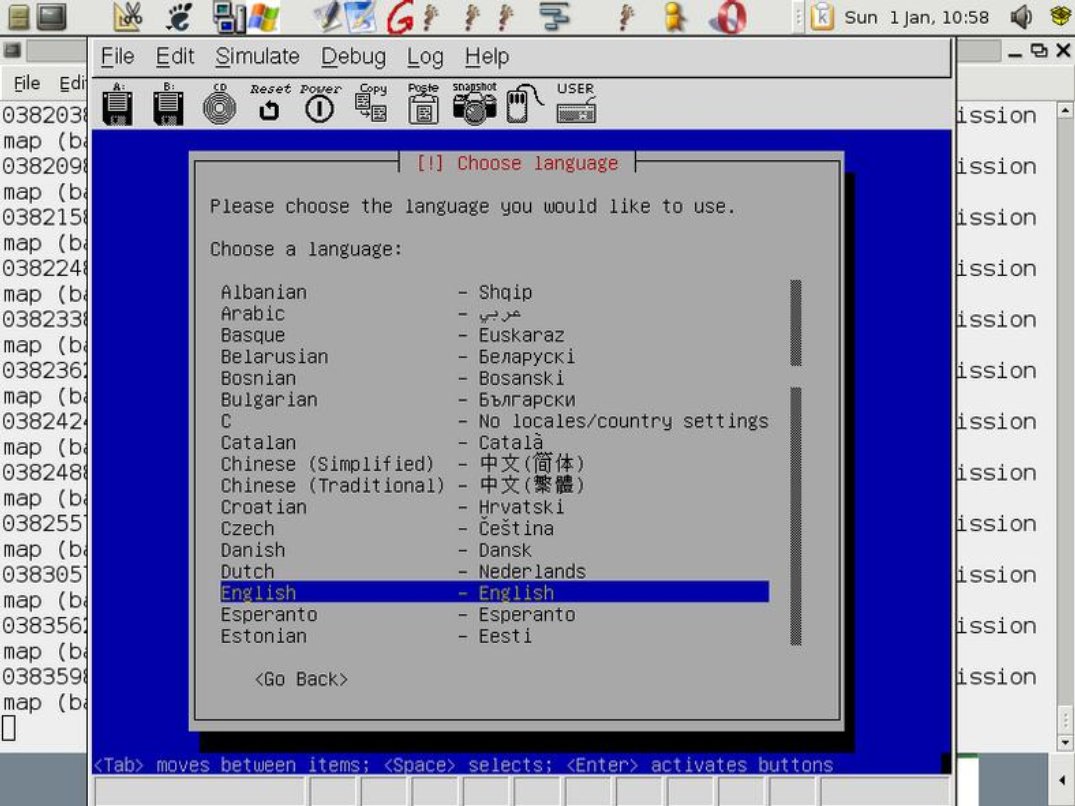 Sun 1 Jan, 10:58
File Edit Simulate Debug Log Help
A: B: CD Reset Power Copy Paste snapshot USER
File Edi
[!] Choose language
Please choose the language you would like to use.
Choose a language:
Albanian - Shqip
Arabic - عربي
Basque - Euskaraz
Belarusian - Беларускі
Bosnian - Bosanski
Bulgarian - Български
C - No locales/country settings
Catalan - Català
Chinese (Simplified) - 中文(简体)
Chinese (Traditional) - 中文(繁體)
Croatian - Hrvatski
Czech - Čeština
Danish - Dansk
Dutch - Nederlands
English - English
Esperanto - Esperanto
Estonian - Eesti
<Go Back>
<Tab> moves between items; <Space> selects; <Enter> activates buttons
0382038 ission
map (ba
0382098 ission
map (ba
0382158 ission
map (ba
0382248 ission
map (ba
0382338 ission
map (ba
038236 ission
map (ba
038242 ission
map (ba
0382488 ission
map (ba
038255 ission
map (ba
038305 ission
map (ba
038356 ission
map (ba
0383598 ission
map (ba